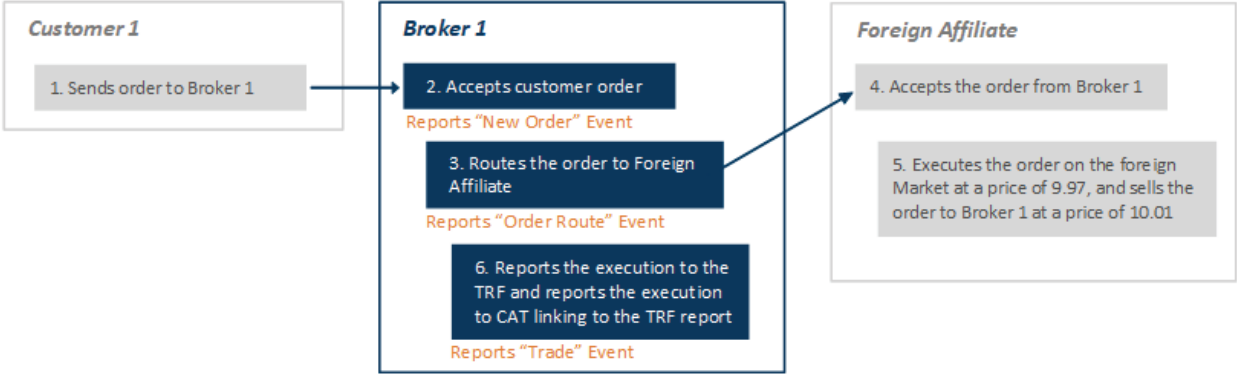 Customer 1
1. Sends order to Broker 1
Broker 1
2. Accepts customer order
Reports “New Order” Event
3. Routes the order to Foreign
Affiliate
Reports “Order Route” Event
6. Reports the execution to the
TRF and reports the execution
to CAT linking to the TRF report
Reports “Trade” Event
Foreign Affiliate
4. Accepts the order from Broker 1
5. Executes the order on the foreign
Market at a price of 9.97, and sells the
order to Broker 1 at a price of 10.01